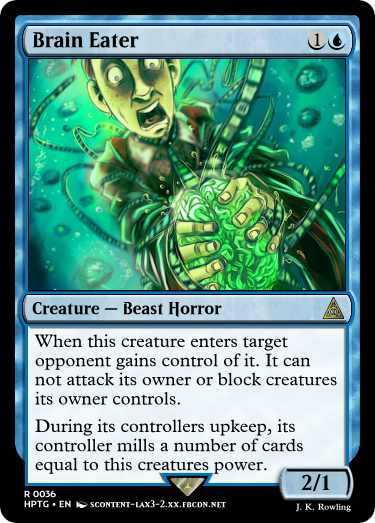 Brain Eater 1
Creature — Beast Horror
When this creature enters target
opponent gains control of it. It can
not attack its owner or block creatures
its owner controls.
During its controllers upkeep, its
controller mills a number of cards
equal to this creatures power.
2/1
R 0036
HPTG • EN SCONTENT-LAX3-2.XX.FBCDN.NET
J. K. Rowling